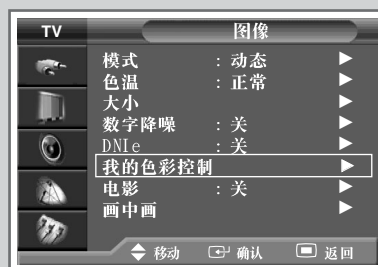 TV 图像
模式 : 动态
色温 : 正常
大小
数字降噪 : 关
DNIe : 关
我的色彩控制
电影 : 关
画中画
移动 确认 返回